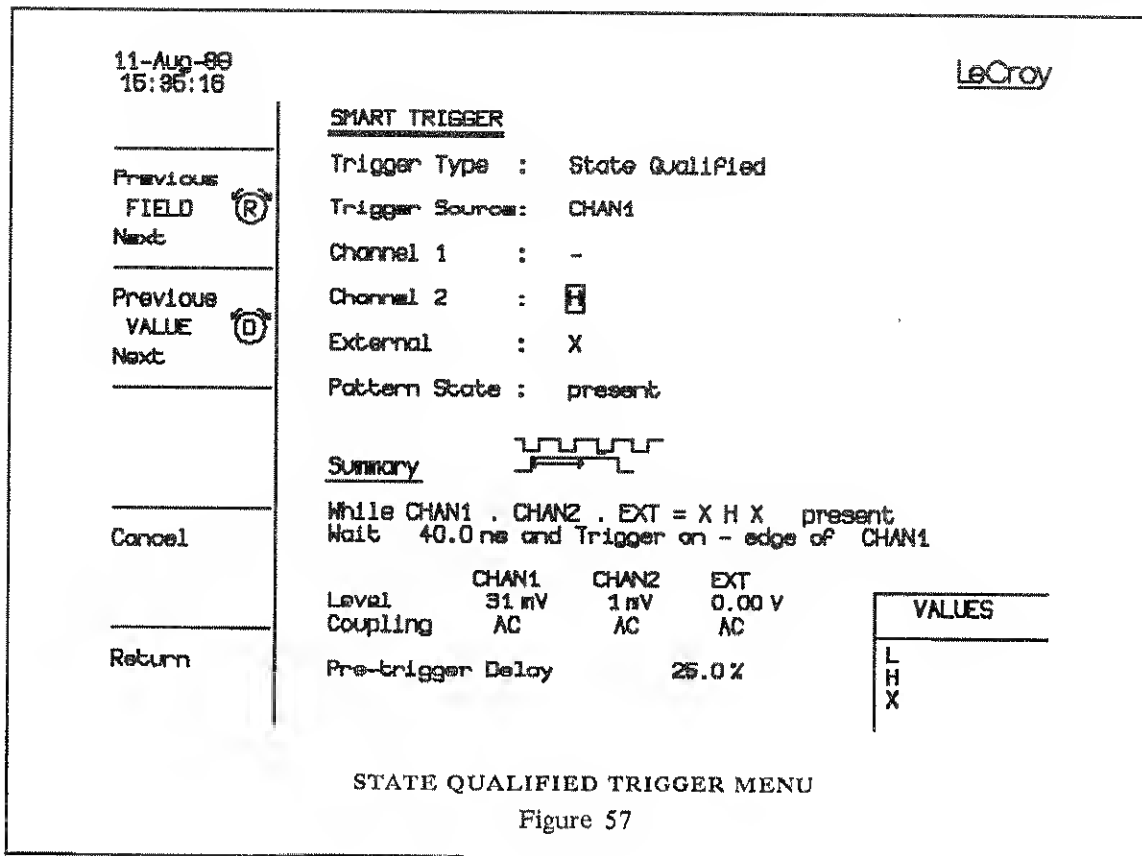 11-Aug-89
15:35:16
LeCroy
SMART TRIGGER
Previous
FIELD R
Next
Previous
VALUE D
Next
Cancel
Return
Trigger Type : State Qualified
Trigger Source: CHAN1
Channel 1 : -
Channel 2 : H
External : X
Pattern State : present
Summary
While CHAN1 . CHAN2 . EXT = X H X present
Wait 40.0 ns and Trigger on - edge of CHAN1
CHAN1 CHAN2 EXT
Level 31 mV 1 mV 0.00 V
Coupling AC AC AC
Pre-trigger Delay 25.0 %
VALUES
L
H
X
STATE QUALIFIED TRIGGER MENU
Figure 57